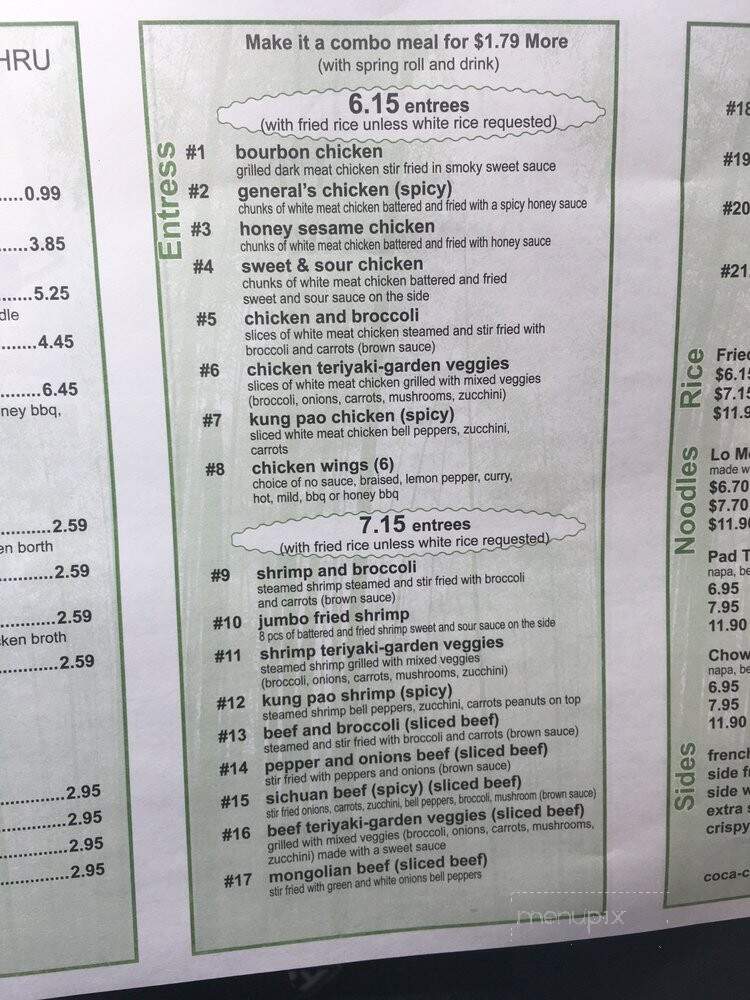 HRU
....0.99
....3.85
....5.25
dle
....4.45
....6.45
ney bbq,
....2.59
en borth
....2.59
....2.59
ken broth
....2.59
....2.95
....2.95
....2.95
....2.95
Make it a combo meal for $1.79 More
(with spring roll and drink)
6.15 entrees
(with fried rice unless white rice requested)
Entress
#1 bourbon chicken
grilled dark meat chicken stir fried in smoky sweet sauce
#2 general's chicken (spicy)
chunks of white meat chicken battered and fried with a spicy honey sauce
#3 honey sesame chicken
chunks of white meat chicken battered and fried with honey sauce
#4 sweet & sour chicken
chunks of white meat chicken battered and fried
sweet and sour sauce on the side
#5 chicken and broccoli
slices of white meat chicken steamed and stir fried with
broccoli and carrots (brown sauce)
#6 chicken teriyaki-garden veggies
slices of white meat chicken grilled with mixed veggies
(broccoli, onions, carrots, mushrooms, zucchini)
#7 kung pao chicken (spicy)
sliced white meat chicken bell peppers, zucchini,
carrots
#8 chicken wings (6)
choice of no sauce, braised, lemon pepper, curry,
hot, mild, bbq or honey bbq
7.15 entrees
(with fried rice unless white rice requested)
#9 shrimp and broccoli
steamed shrimp steamed and stir fried with broccoli
and carrots (brown sauce)
#10 jumbo fried shrimp
8 pcs of battered and fried shrimp sweet and sour sauce on the side
#11 shrimp teriyaki-garden veggies
steamed shrimp grilled with mixed veggies
(broccoli, onions, carrots, mushrooms, zucchini)
#12 kung pao shrimp (spicy)
steamed shrimp bell peppers, zucchini, carrots peanuts on top
#13 beef and broccoli (sliced beef)
steamed and stir fried with broccoli and carrots (brown sauce)
#14 pepper and onions beef (sliced beef)
stir fried with peppers and onions (brown sauce)
#15 sichuan beef (spicy) (sliced beef)
stir fried onions, carrots, zucchini, bell peppers, broccoli, mushroom (brown sauce)
#16 beef teriyaki-garden veggies (sliced beef)
grilled with mixed veggies (broccoli, onions, carrots, mushrooms,
zucchini) made with a sweet sauce
#17 mongolian beef (sliced beef)
stir fried with green and white onions bell peppers
#18
#19
#20
#21
Rice
Fried
$6.15
$7.15
$11.9
Noodles
Lo M
made w
$6.70
$7.70
$11.90
Pad T
napa, be
6.95
7.95
11.90
Chow
napa, be
6.95
7.95
11.90
Sides
french
side f
side w
extra s
crispy
coca-c
menupix